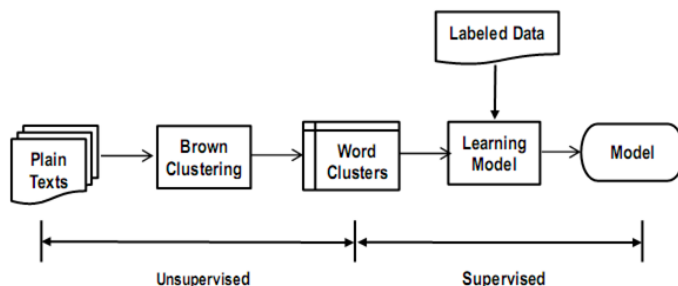 Labeled Data
Plain
Texts
Brown
Clustering
Word
Clusters
Learning
Model
Model
Unsupervised
Supervised